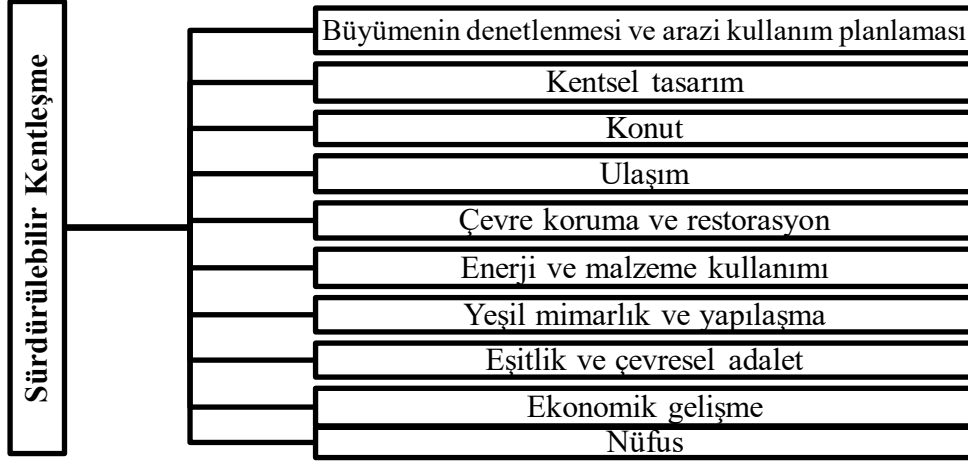 Sürdürülebilir Kentleşme
Büyümenin denetlenmesi ve arazi kullanım planlaması
Kentsel tasarım
Konut
Ulaşım
Çevre koruma ve restorasyon
Enerji ve malzeme kullanımı
Yeşil mimarlık ve yapılaşma
Eşitlik ve çevresel adalet
Ekonomik gelişme
Nüfus